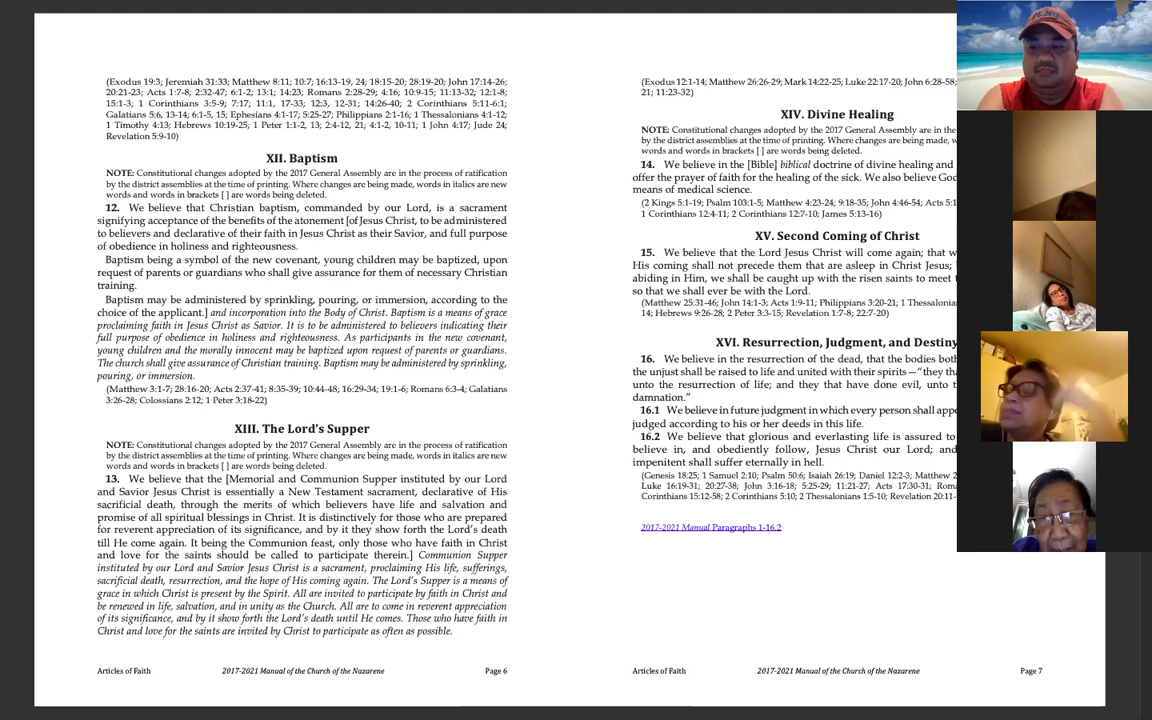 (Exodus 19:3; Jeremiah 31:33; Matthew 8:11; 10:7; 16:13-19, 24; 18:15-20; 28:19-20; John 17:14-26;
20:21-23; Acts 1:7-8; 2:32-47; 6:1-2; 13:1; 14:23; Romans 2:28-29; 4:16; 10:9-15; 11:13-32; 12:1-8;
15:1-3; 1 Corinthians 3:5-9; 7:17; 11:1, 17-33; 12:3, 12-31; 14:26-40; 2 Corinthians 5:11-6:1;
Galatians 5:6, 13-14; 6:1-5, 15; Ephesians 4:1-17; 5:25-27; Philippians 2:1-16; 1 Thessalonians 4:1-12;
1 Timothy 4:13; Hebrews 10:19-25; 1 Peter 1:1-2, 13; 2:4-12, 21; 4:1-2, 10-11; 1 John 4:17; Jude 24;
Revelation 5:9-10)
XII. Baptism
NOTE: Constitutional changes adopted by the 2017 General Assembly are in the process of ratification
by the district assemblies at the time of printing. Where changes are being made, words in italics are new
words and words in brackets [ ] are words being deleted.
12. We believe that Christian baptism, commanded by our Lord, is a sacrament
signifying acceptance of the benefits of the atonement [of Jesus Christ, to be administered
to believers and declarative of their faith in Jesus Christ as their Savior, and full purpose
of obedience in holiness and righteousness.
Baptism being a symbol of the new covenant, young children may be baptized, upon
request of parents or guardians who shall give assurance for them of necessary Christian
training.
Baptism may be administered by sprinkling, pouring, or immersion, according to the
choice of the applicant.] and incorporation into the Body of Christ. Baptism is a means of grace
proclaiming faith in Jesus Christ as Savior. It is to be administered to believers indicating their
full purpose of obedience in holiness and righteousness. As participants in the new covenant,
young children and the morally innocent may be baptized upon request of parents or guardians.
The church shall give assurance of Christian training. Baptism may be administered by sprinkling,
pouring, or immersion.
(Matthew 3:1-7; 28:16-20; Acts 2:37-41; 8:35-39; 10:44-48; 16:29-34; 19:1-6; Romans 6:3-4; Galatians
3:26-28; Colossians 2:12; 1 Peter 3:18-22)
XIII. The Lord's Supper
NOTE: Constitutional changes adopted by the 2017 General Assembly are in the process of ratification
by the district assemblies at the time of printing. Where changes are being made, words in italics are new
words and words in brackets [ ] are words being deleted.
13. We believe that the [Memorial and Communion Supper instituted by our Lord
and Savior Jesus Christ is essentially a New Testament sacrament, declarative of His
sacrificial death, through the merits of which believers have life and salvation and
promise of all spiritual blessings in Christ. It is distinctively for those who are prepared
for reverent appreciation of its significance, and by it they show forth the Lord's death
till He come again. It being the Communion feast, only those who have faith in Christ
and love for the saints should be called to participate therein.] Communion Supper
instituted by our Lord and Savior Jesus Christ is a sacrament, proclaiming His life, sufferings,
sacrificial death, resurrection, and the hope of His coming again. The Lord's Supper is a means of
grace in which Christ is present by the Spirit. All are invited to participate by faith in Christ and
be renewed in life, salvation, and in unity as the Church. All are to come in reverent appreciation
of its significance, and by it show forth the Lord's death until He comes. Those who have faith in
Christ and love for the saints are invited by Christ to participate as often as possible.
Articles of Faith 2017-2021 Manual of the Church of the Nazarene Page 6
(Exodus 12:1-14; Matthew 26:26-29; Mark 14:22-25; Luke 22:17-20; John 6:28-58;
21; 11:23-32)
XIV. Divine Healing
NOTE: Constitutional changes adopted by the 2017 General Assembly are in the
by the district assemblies at the time of printing. Where changes are being made, w
words and words in brackets [ ] are words being deleted.
14. We believe in the [Bible] biblical doctrine of divine healing and
offer the prayer of faith for the healing of the sick. We also believe God
means of medical science.
(2 Kings 5:1-19; Psalm 103:1-5; Matthew 4:23-24; 9:18-35; John 4:46-54; Acts 5:1
1 Corinthians 12:4-11; 2 Corinthians 12:7-10; James 5:13-16)
XV. Second Coming of Christ
15. We believe that the Lord Jesus Christ will come again; that w
His coming shall not precede them that are asleep in Christ Jesus;
abiding in Him, we shall be caught up with the risen saints to meet t
so that we shall ever be with the Lord.
(Matthew 25:31-46; John 14:1-3; Acts 1:9-11; Philippians 3:20-21; 1 Thessalonia
14; Hebrews 9:26-28; 2 Peter 3:3-15; Revelation 1:7-8; 22:7-20)
XVI. Resurrection, Judgment, and Destiny
16. We believe in the resurrection of the dead, that the bodies both
the unjust shall be raised to life and united with their spirits—"they tha
unto the resurrection of life; and they that have done evil, unto t
damnation."
16.1 We believe in future judgment in which every person shall appe
judged according to his or her deeds in this life.
16.2 We believe that glorious and everlasting life is assured to
believe in, and obediently follow, Jesus Christ our Lord; and
impenitent shall suffer eternally in hell.
(Genesis 18:25; 1 Samuel 2:10; Psalm 50:6; Isaiah 26:19; Daniel 12:2-3; Matthew 2
Luke 16:19-31; 20:27-38; John 3:16-18; 5:25-29; 11:21-27; Acts 17:30-31; Roma
Corinthians 15:12-58; 2 Corinthians 5:10; 2 Thessalonians 1:5-10; Revelation 20:11-
2017-2021 Manual Paragraphs 1-16.2
Articles of Faith 2017-2021 Manual of the Church of the Nazarene Page 7